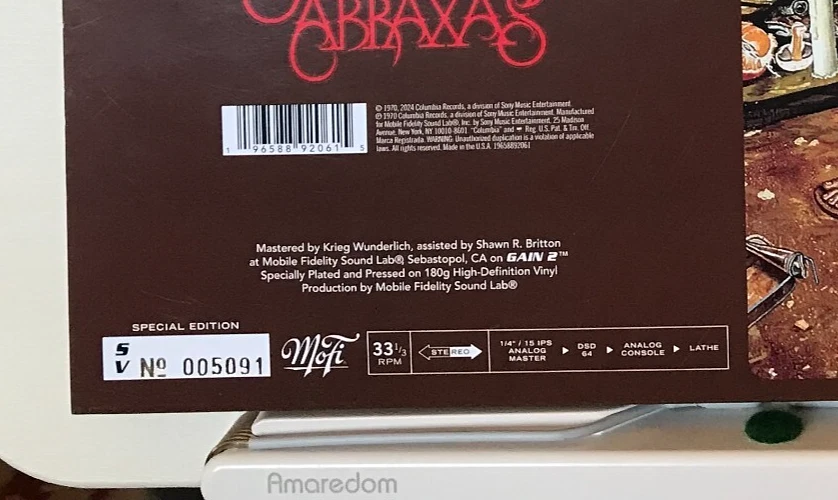 ABRAXAS
1 96588 92061 5
© 1970, 2024 Columbia Records, a division of Sony Music Entertainment.
℗ 1970 Columbia Records, a division of Sony Music Entertainment. Manufactured
for Mobile Fidelity Sound Lab®, Inc. by Sony Music Entertainment, 25 Madison
Avenue, New York, NY 10010-8601 "Columbia" and Reg. U.S. Pat. & Tm. Off.
Marca Registrada. WARNING: Unauthorized duplication is a violation of applicable
laws. All rights reserved. Made in the U.S.A. 19658892061
Mastered by Krieg Wunderlich, assisted by Shawn R. Britton
at Mobile Fidelity Sound Lab®, Sebastopol, CA on GAIN 2™
Specially Plated and Pressed on 180g High-Definition Vinyl
Production by Mobile Fidelity Sound Lab®
SPECIAL EDITION
SV Nº 005091
MoFi
33 1/3 RPM
STEREO
1/4" / 15 IPS ANALOG MASTER ▶ DSD 64 ▶ ANALOG CONSOLE ▶ LATHE
Amaredom